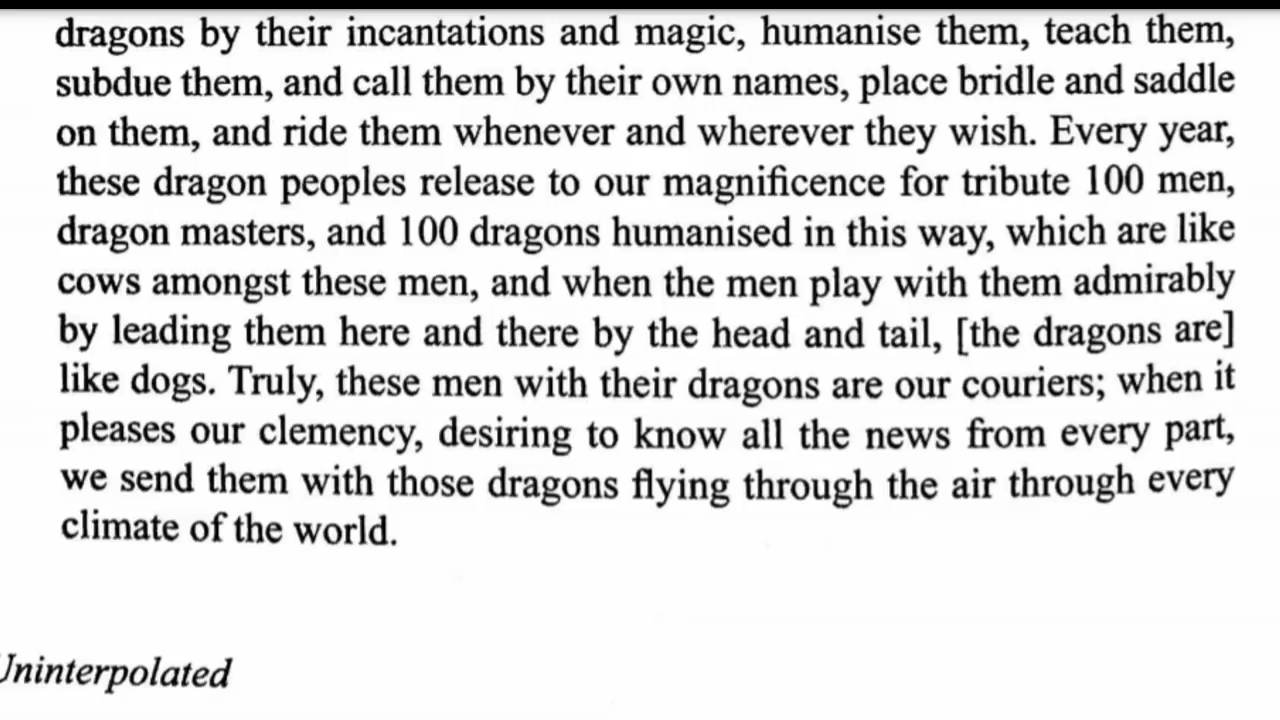 dragons by their incantations and magic, humanise them, teach them,
subdue them, and call them by their own names, place bridle and saddle
on them, and ride them whenever and wherever they wish. Every year,
these dragon peoples release to our magnificence for tribute 100 men,
dragon masters, and 100 dragons humanised in this way, which are like
cows amongst these men, and when the men play with them admirably
by leading them here and there by the head and tail, [the dragons are]
like dogs. Truly, these men with their dragons are our couriers; when it
pleases our clemency, desiring to know all the news from every part,
we send them with those dragons flying through the air through every
climate of the world.
Uninterpolated